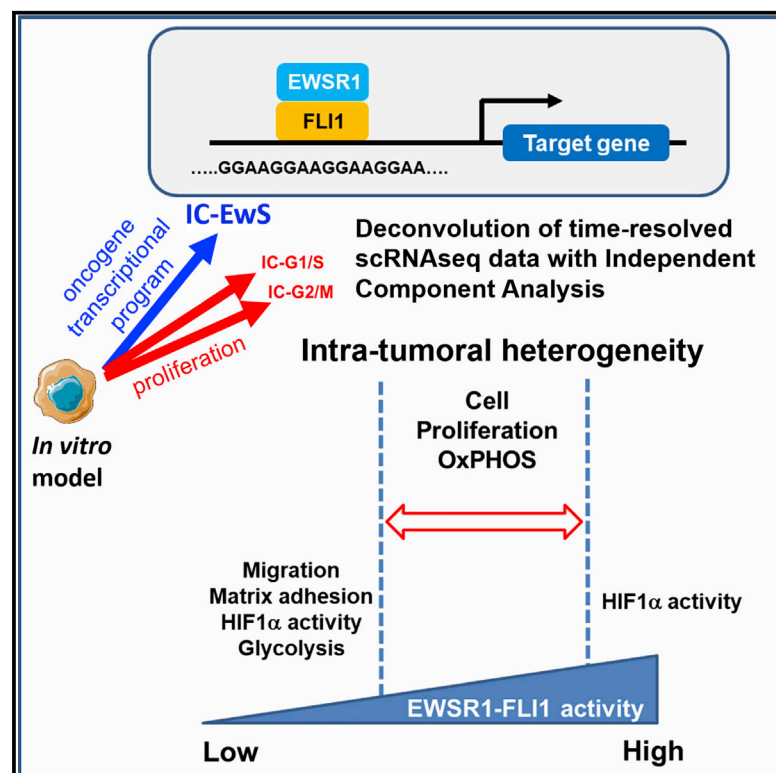 EWSR1
FLI1
Target gene
.....GGAAGGAAGGAAGGAA....
IC-EwS
oncogene
transcriptional
program
IC-G1/S
IC-G2/M
proliferation
In vitro
model
Deconvolution of time-resolved
scRNAseq data with Independent
Component Analysis
Intra-tumoral heterogeneity
Cell
Proliferation
OxPHOS
Migration
Matrix adhesion
HIF1α activity
Glycolysis
HIF1α activity
EWSR1-FLI1 activity
Low
High